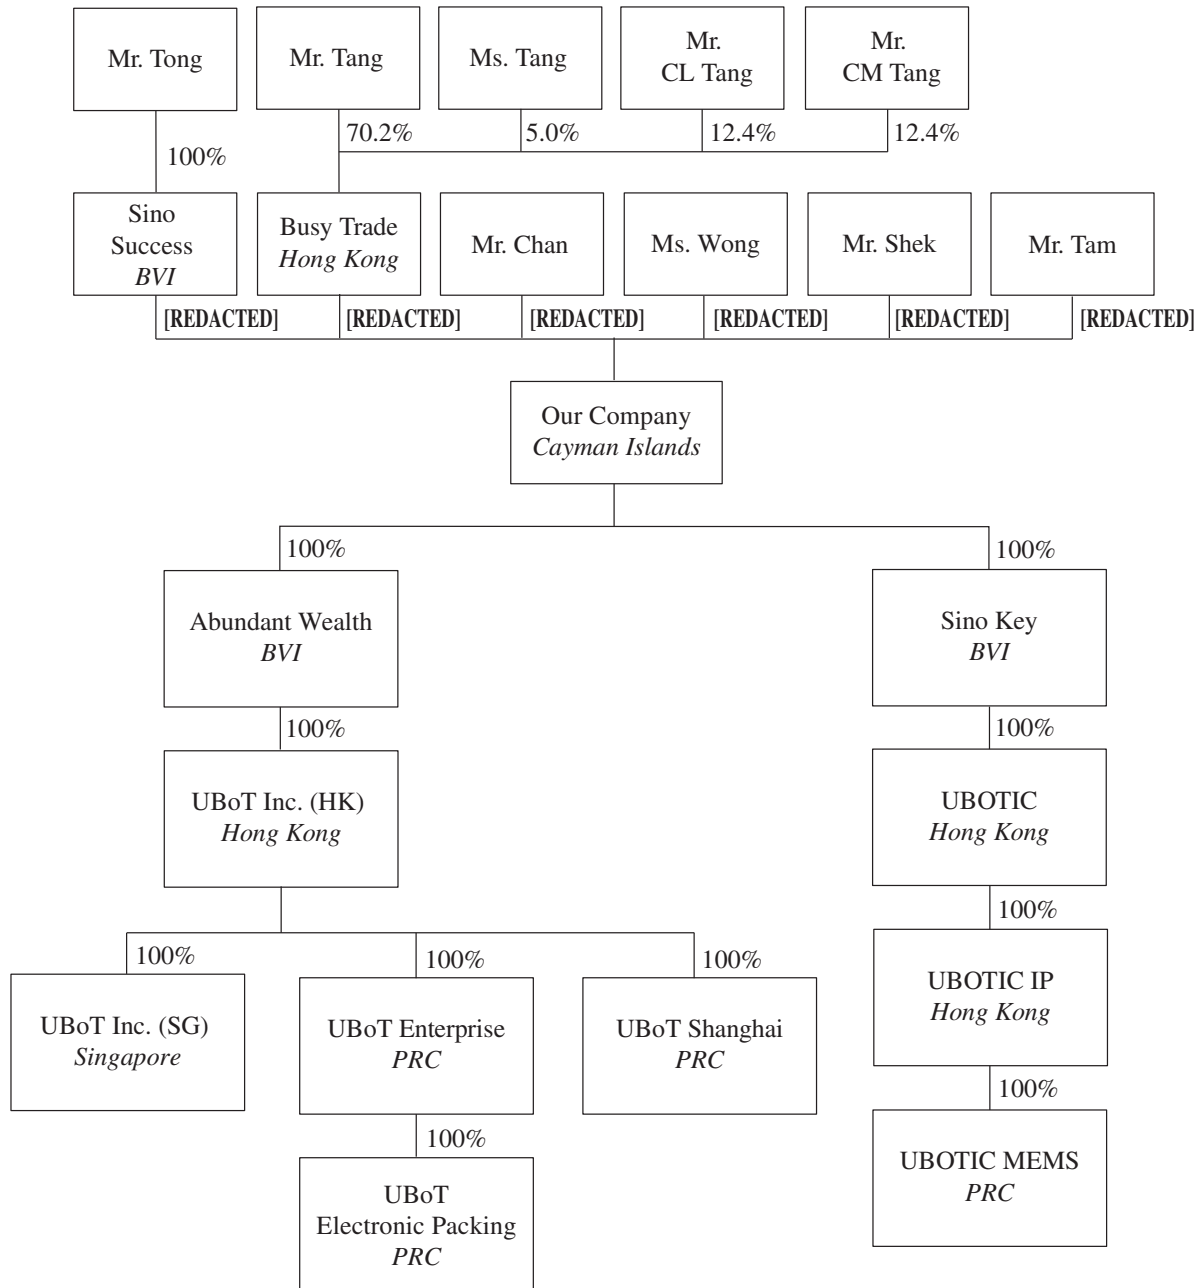 Mr. Tong
Mr. Tang
Ms. Tang
Mr.
CL Tang
Mr.
CM Tang
70.2%
5.0%
12.4%
12.4%
100%
Sino
Success
BVI
Busy Trade
Hong Kong
Mr. Chan
Ms. Wong
Mr. Shek
Mr. Tam
[REDACTED]
[REDACTED]
[REDACTED]
[REDACTED]
[REDACTED]
[REDACTED]
Our Company
Cayman Islands
100%
100%
Abundant Wealth
BVI
Sino Key
BVI
100%
100%
UBoT Inc. (HK)
Hong Kong
UBOTIC
Hong Kong
100%
100%
100%
100%
UBoT Inc. (SG)
Singapore
UBoT Enterprise
PRC
UBoT Shanghai
PRC
UBOTIC IP
Hong Kong
100%
100%
UBoT
Electronic Packing
PRC
UBOTIC MEMS
PRC